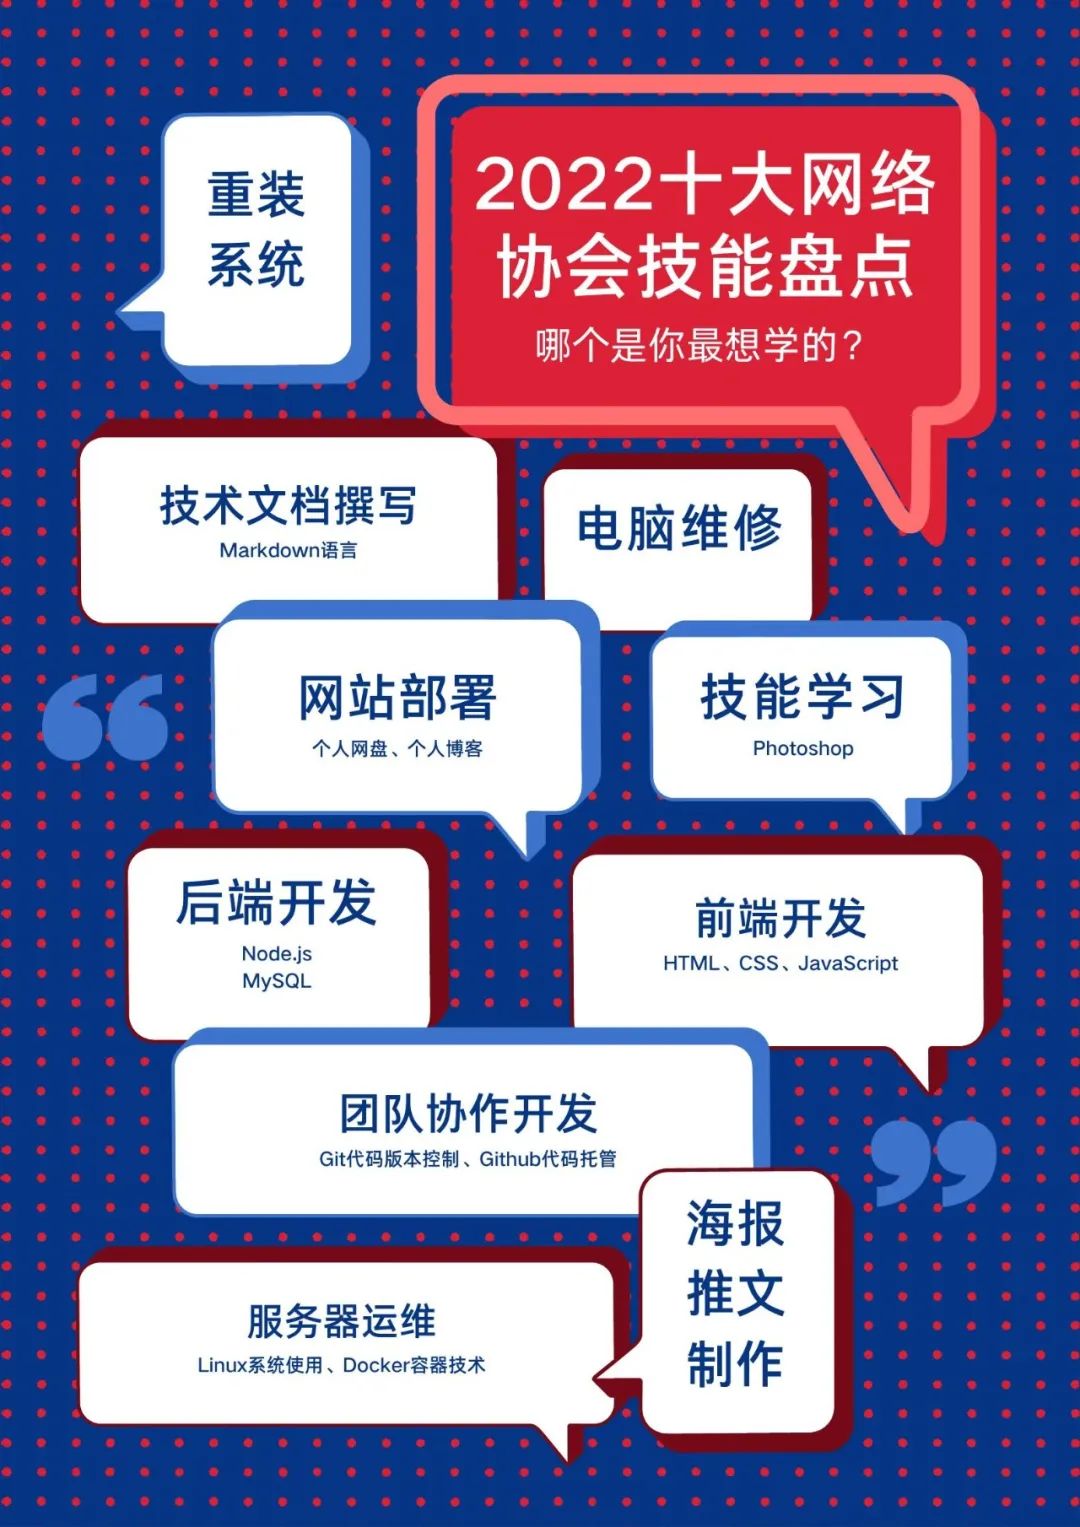 重装
系统
2022十大网络
协会技能盘点
哪个是你最想学的？
技术文档撰写
Markdown语言
电脑维修
网站部署
个人网盘、个人博客
技能学习
Photoshop
后端开发
Node.js
MySQL
前端开发
HTML、CSS、JavaScript
团队协作开发
Git代码版本控制、Github代码托管
海报
推文
制作
服务器运维
Linux系统使用、Docker容器技术